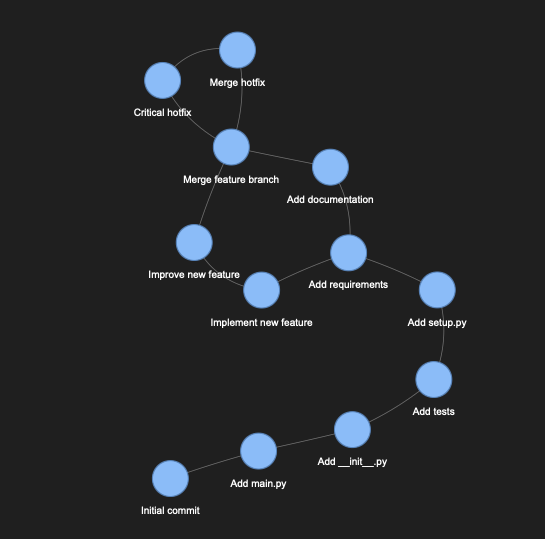 Merge hotfix
Critical hotfix
Merge feature branch
Add documentation
Improve new feature
Add requirements
Implement new feature
Add setup.py
Add tests
Add __init__.py
Add main.py
Initial commit